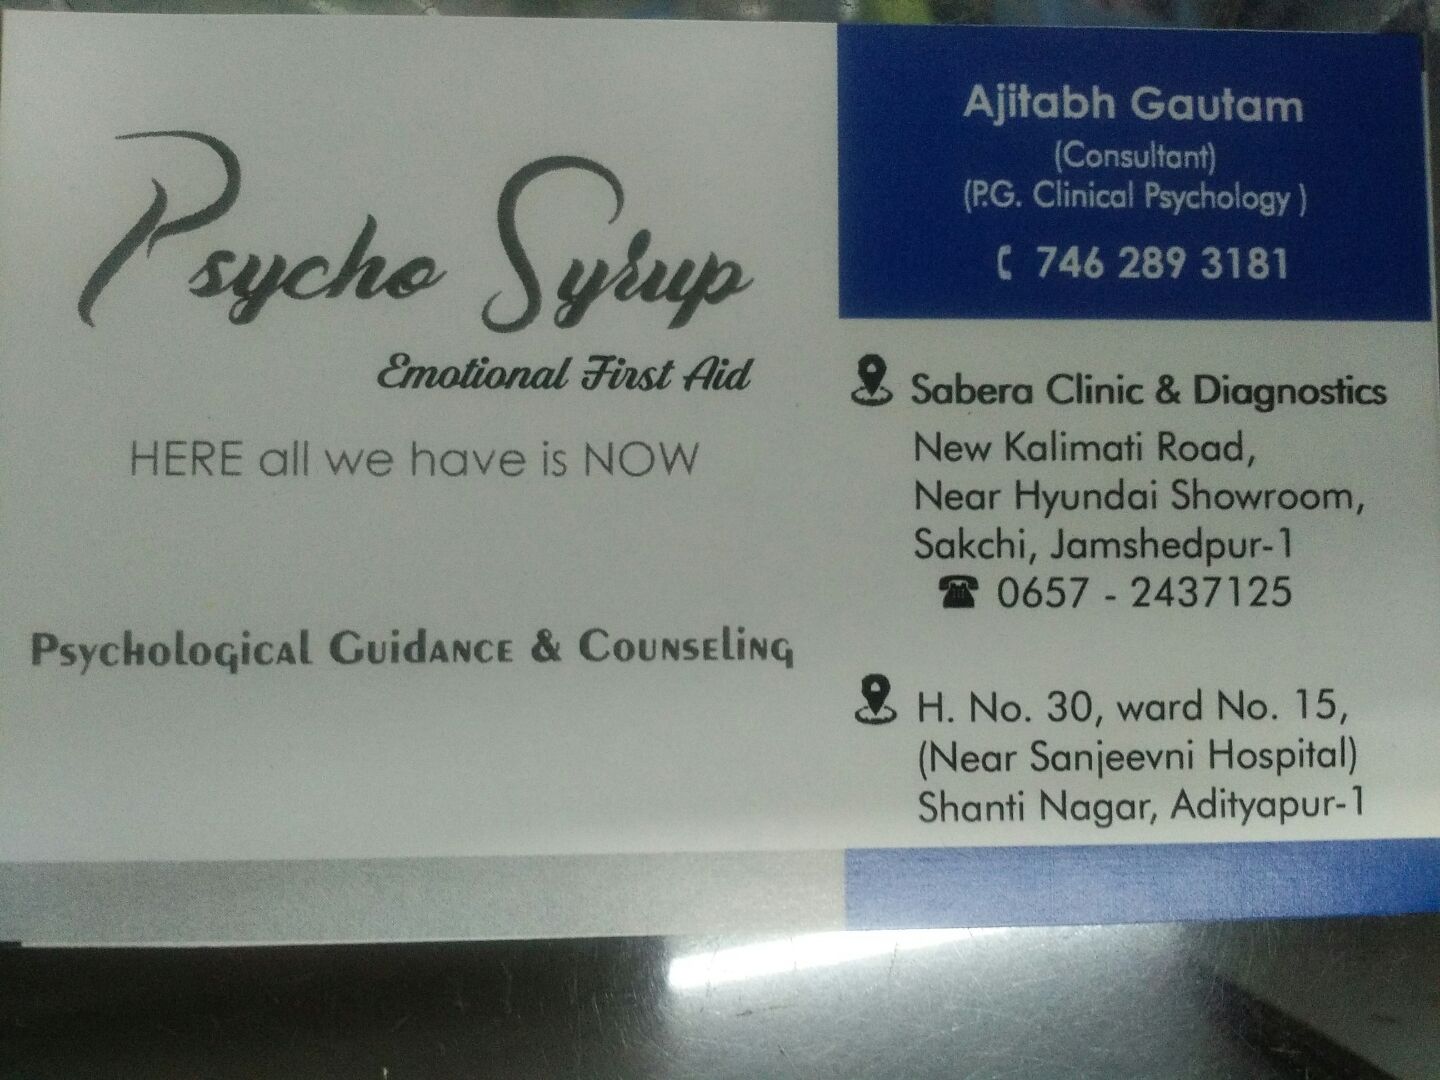 Psycho Syrup
Emotional First Aid
HERE all we have is NOW
Psychological Guidance & Counseling
Ajitabh Gautam
(Consultant)
(P.G. Clinical Psychology )
746 289 3181
Sabera Clinic & Diagnostics
New Kalimati Road,
Near Hyundai Showroom,
Sakchi, Jamshedpur-1
0657 - 2437125
H. No. 30, ward No. 15,
(Near Sanjeevni Hospital)
Shanti Nagar, Adityapur-1